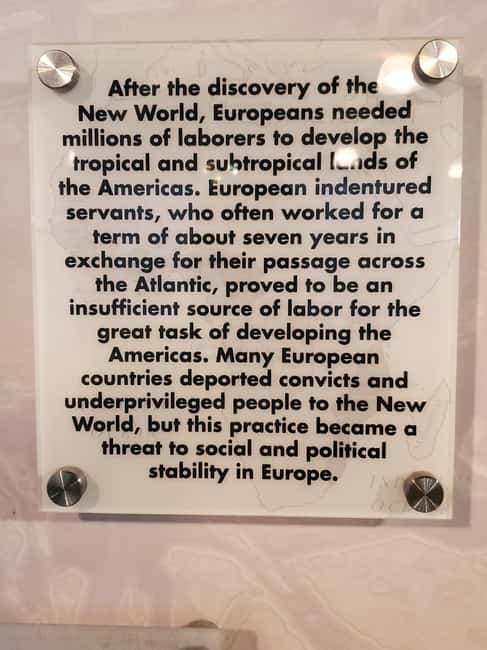 After the discovery of the
New World, Europeans needed
millions of laborers to develop the
tropical and subtropical lands of
the Americas. European indentured
servants, who often worked for a
term of about seven years in
exchange for their passage across
the Atlantic, proved to be an
insufficient source of labor for the
great task of developing the
Americas. Many European
countries deported convicts and
underprivileged people to the New
World, but this practice became a
threat to social and political
stability in Europe.